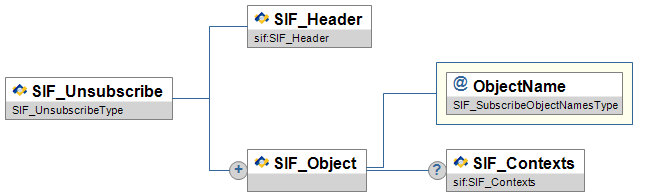 SIF_Header
sif:SIF_Header
SIF_Unsubscribe
SIF_UnsubscribeType
@ ObjectName
SIF_SubscribeObjectNamesType
+
SIF_Object
?
SIF_Contexts
sif:SIF_Contexts